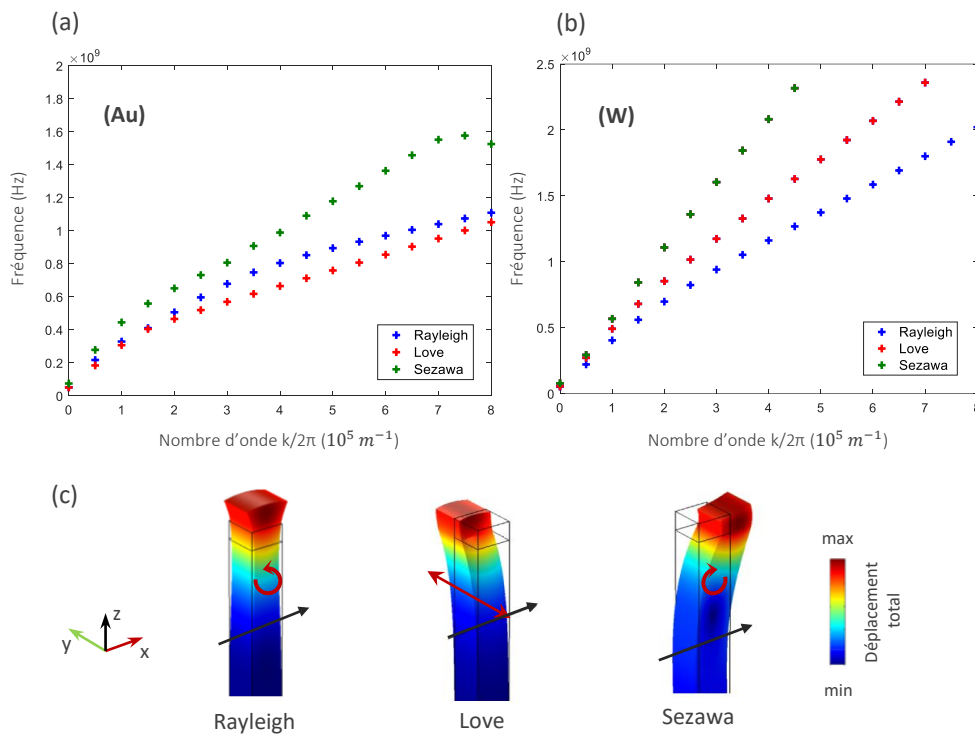 (a)
× 10⁹
2
1.8
1.6
1.4
1.2
1
0.8
0.6
0.4
0.2
0
0 1 2 3 4 5 6 7 8
Fréquence (Hz)
(Au)
Rayleigh
Love
Sezawa
Nombre d'onde k/2π (10⁵ m⁻¹)
(b)
× 10⁹
2.5
2
1.5
1
0.5
0
0 1 2 3 4 5 6 7 8
Fréquence (Hz)
(W)
Rayleigh
Love
Sezawa
Nombre d'onde k/2π (10⁵ m⁻¹)
(c)
z
y
x
Rayleigh
Love
Sezawa
max
Déplacement
total
min